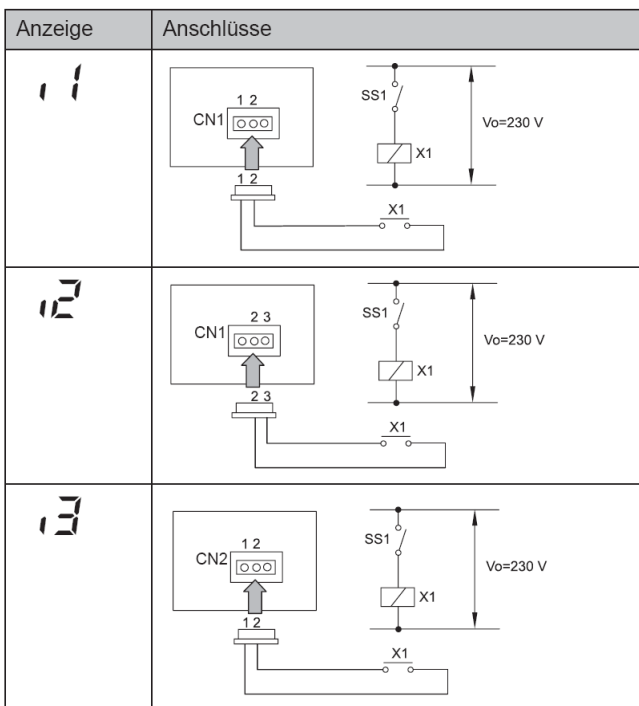 Anzeige Anschlüsse
i1
1 2
CN1
SS1
Vo=230 V
X1
1 2
X1
i2
2 3
CN1
SS1
Vo=230 V
X1
2 3
X1
i3
1 2
CN2
SS1
Vo=230 V
X1
1 2
X1